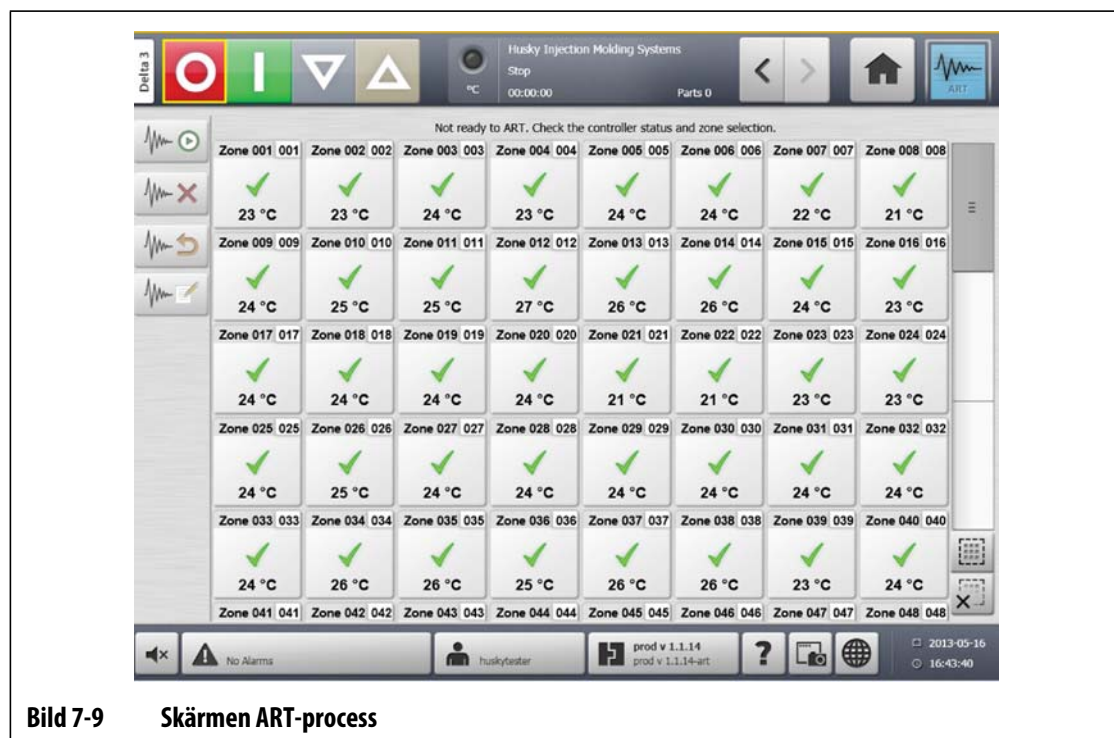 Delta 3
°C
Husky Injection Molding Systems
Stop
00:00:00 Parts 0
ART
Not ready to ART. Check the controller status and zone selection.
Zone 001 001 Zone 002 002 Zone 003 003 Zone 004 004 Zone 005 005 Zone 006 006 Zone 007 007 Zone 008 008
23 °C 23 °C 24 °C 23 °C 24 °C 24 °C 22 °C 21 °C
Zone 009 009 Zone 010 010 Zone 011 011 Zone 012 012 Zone 013 013 Zone 014 014 Zone 015 015 Zone 016 016
24 °C 25 °C 25 °C 27 °C 26 °C 26 °C 24 °C 23 °C
Zone 017 017 Zone 018 018 Zone 019 019 Zone 020 020 Zone 021 021 Zone 022 022 Zone 023 023 Zone 024 024
24 °C 24 °C 24 °C 24 °C 21 °C 21 °C 23 °C 23 °C
Zone 025 025 Zone 026 026 Zone 027 027 Zone 028 028 Zone 029 029 Zone 030 030 Zone 031 031 Zone 032 032
24 °C 25 °C 24 °C 24 °C 24 °C 24 °C 24 °C 24 °C
Zone 033 033 Zone 034 034 Zone 035 035 Zone 036 036 Zone 037 037 Zone 038 038 Zone 039 039 Zone 040 040
24 °C 26 °C 26 °C 25 °C 26 °C 26 °C 23 °C 24 °C
Zone 041 041 Zone 042 042 Zone 043 043 Zone 044 044 Zone 045 045 Zone 046 046 Zone 047 047 Zone 048 048
No Alarms
huskytester
prod v 1.1.14
prod v 1.1.14-art
?
2013-05-16
16:43:40
Bild 7-9 Skärmen ART-process